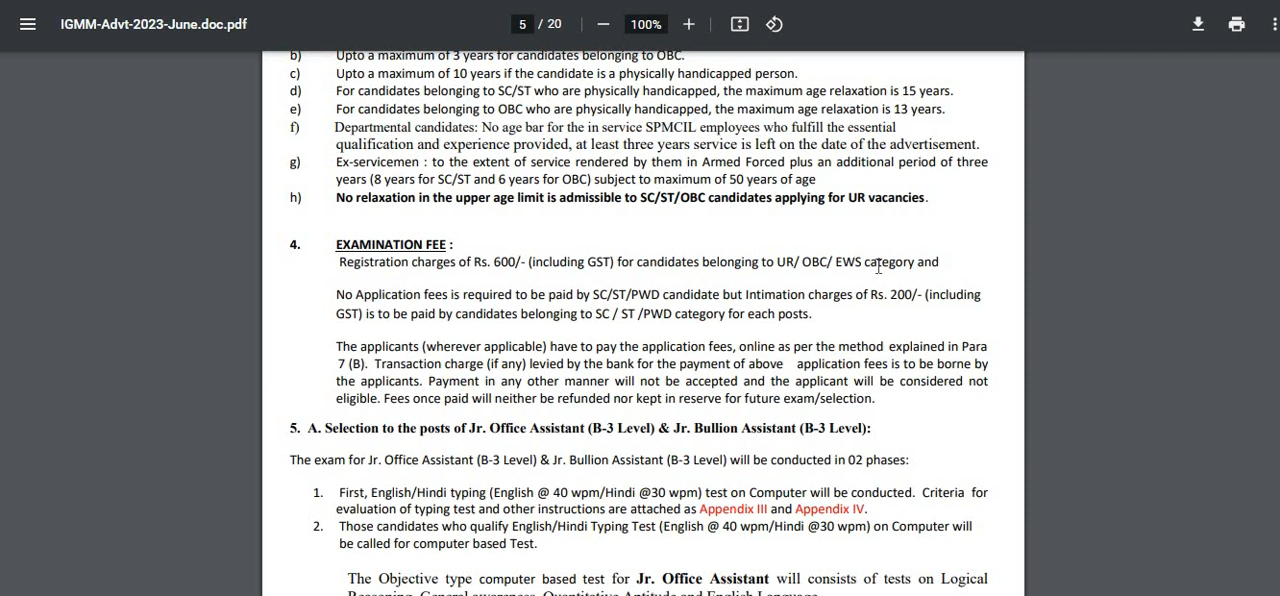 IGMM-Advt-2023-June.doc.pdf
5 / 20
100%
b) Upto a maximum of 3 years for candidates belonging to OBC.
c) Upto a maximum of 10 years if the candidate is a physically handicapped person.
d) For candidates belonging to SC/ST who are physically handicapped, the maximum age relaxation is 15 years.
e) For candidates belonging to OBC who are physically handicapped, the maximum age relaxation is 13 years.
f) Departmental candidates: No age bar for the in service SPMCIL employees who fulfill the essential
qualification and experience provided, at least three years service is left on the date of the advertisement.
g) Ex-servicemen : to the extent of service rendered by them in Armed Forced plus an additional period of three
years (8 years for SC/ST and 6 years for OBC) subject to maximum of 50 years of age
h) No relaxation in the upper age limit is admissible to SC/ST/OBC candidates applying for UR vacancies.
4. EXAMINATION FEE :
Registration charges of Rs. 600/- (including GST) for candidates belonging to UR/ OBC/ EWS category and
No Application fees is required to be paid by SC/ST/PWD candidate but Intimation charges of Rs. 200/- (including
GST) is to be paid by candidates belonging to SC / ST /PWD category for each posts.
The applicants (wherever applicable) have to pay the application fees, online as per the method explained in Para
7 (B). Transaction charge (if any) levied by the bank for the payment of above application fees is to be borne by
the applicants. Payment in any other manner will not be accepted and the applicant will be considered not
eligible. Fees once paid will neither be refunded nor kept in reserve for future exam/selection.
5. A. Selection to the posts of Jr. Office Assistant (B-3 Level) & Jr. Bullion Assistant (B-3 Level):
The exam for Jr. Office Assistant (B-3 Level) & Jr. Bullion Assistant (B-3 Level) will be conducted in 02 phases:
1. First, English/Hindi typing (English @ 40 wpm/Hindi @30 wpm) test on Computer will be conducted. Criteria for
evaluation of typing test and other instructions are attached as Appendix III and Appendix IV.
2. Those candidates who qualify English/Hindi Typing Test (English @ 40 wpm/Hindi @30 wpm) on Computer will
be called for computer based Test.
The Objective type computer based test for Jr. Office Assistant will consists of tests on Logical
Reasoning, General awareness, Quantitative Aptitude and English Language.